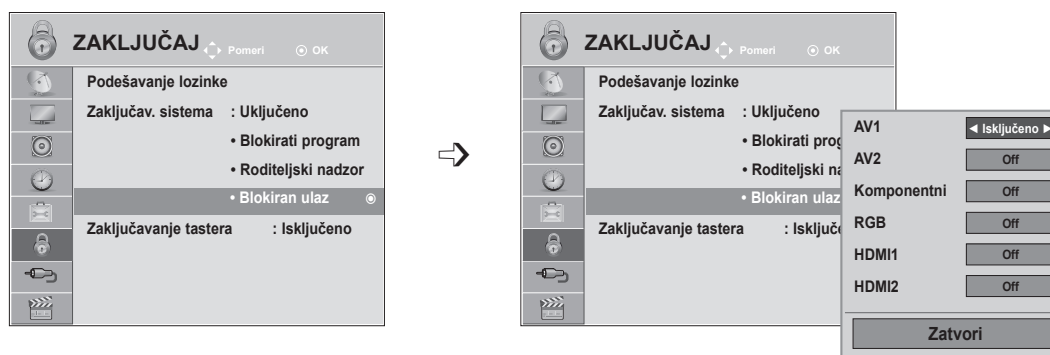 ZAKLJUČAJ Pomeri OK
Podešavanje lozinke
Zaključav. sistema : Uključeno
• Blokirati program
• Roditeljski nadzor
• Blokiran ulaz
Zaključavanje tastera : Isključeno
ZAKLJUČAJ Pomeri OK
Podešavanje lozinke
Zaključav. sistema : Uključeno
• Blokirati prog
• Roditeljski na
• Blokiran ulaz
Zaključavanje tastera : Isključe
AV1 ◀ Isključeno ▶
AV2 Off
Komponentni Off
RGB Off
HDMI1 Off
HDMI2 Off
Zatvori